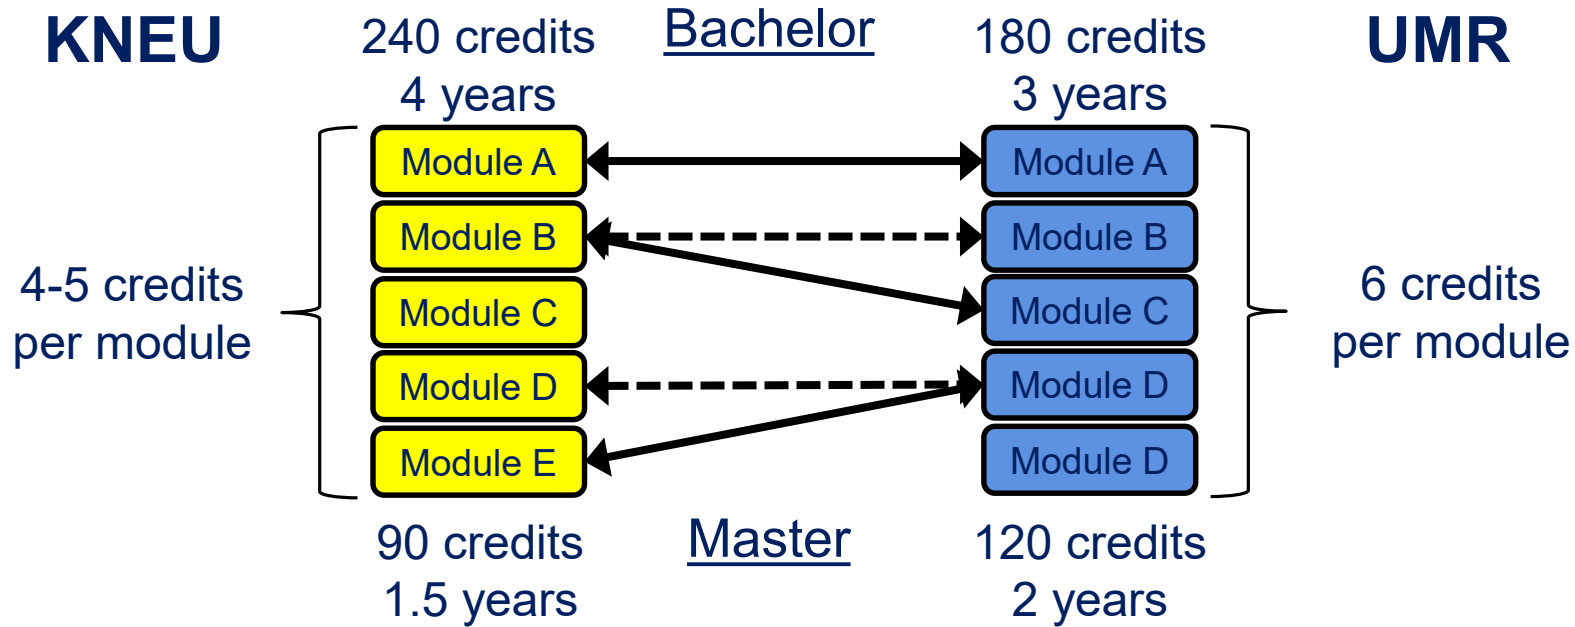 KNEU
240 credits
4 years
Bachelor
180 credits
3 years
UMR
4-5 credits
per module
Module A
Module B
Module C
Module D
Module E
Module A
Module B
Module C
Module D
Module D
6 credits
per module
90 credits
1.5 years
Master
120 credits
2 years